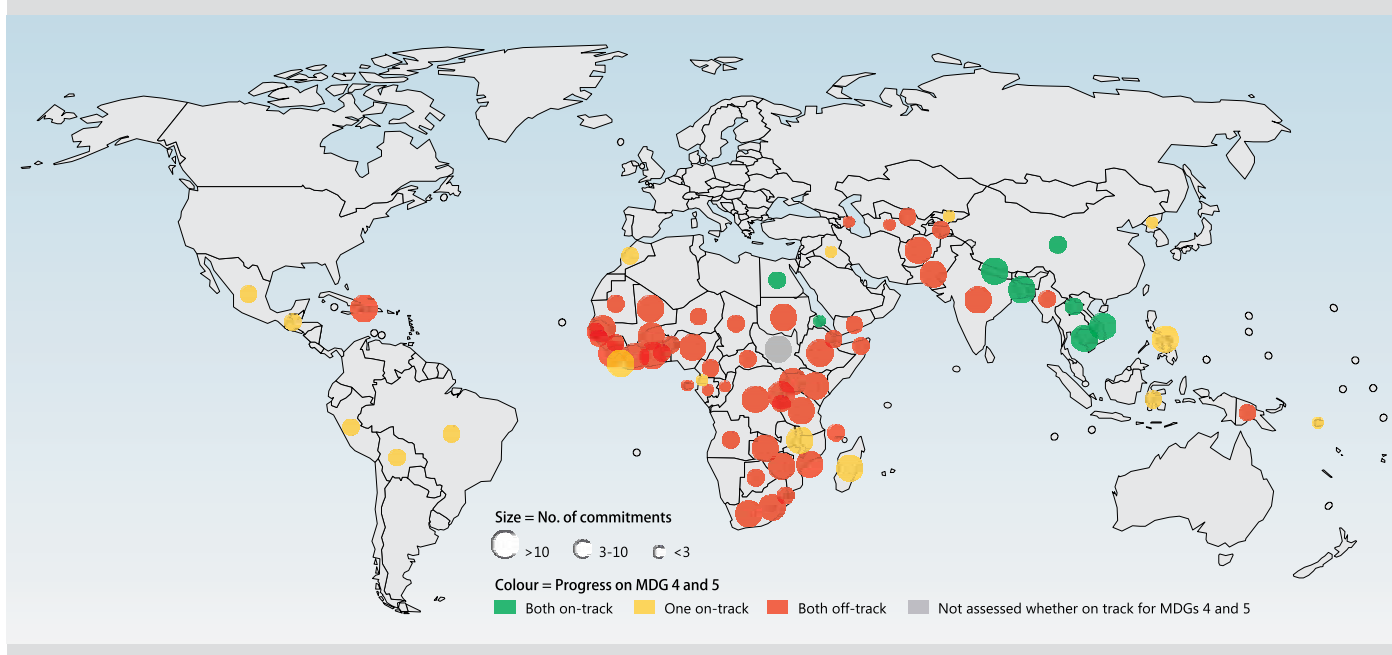 Size = No. of commitments
>10 3-10 <3
Colour = Progress on MDG 4 and 5
Both on-track One on-track Both off-track Not assessed whether on track for MDGs 4 and 5